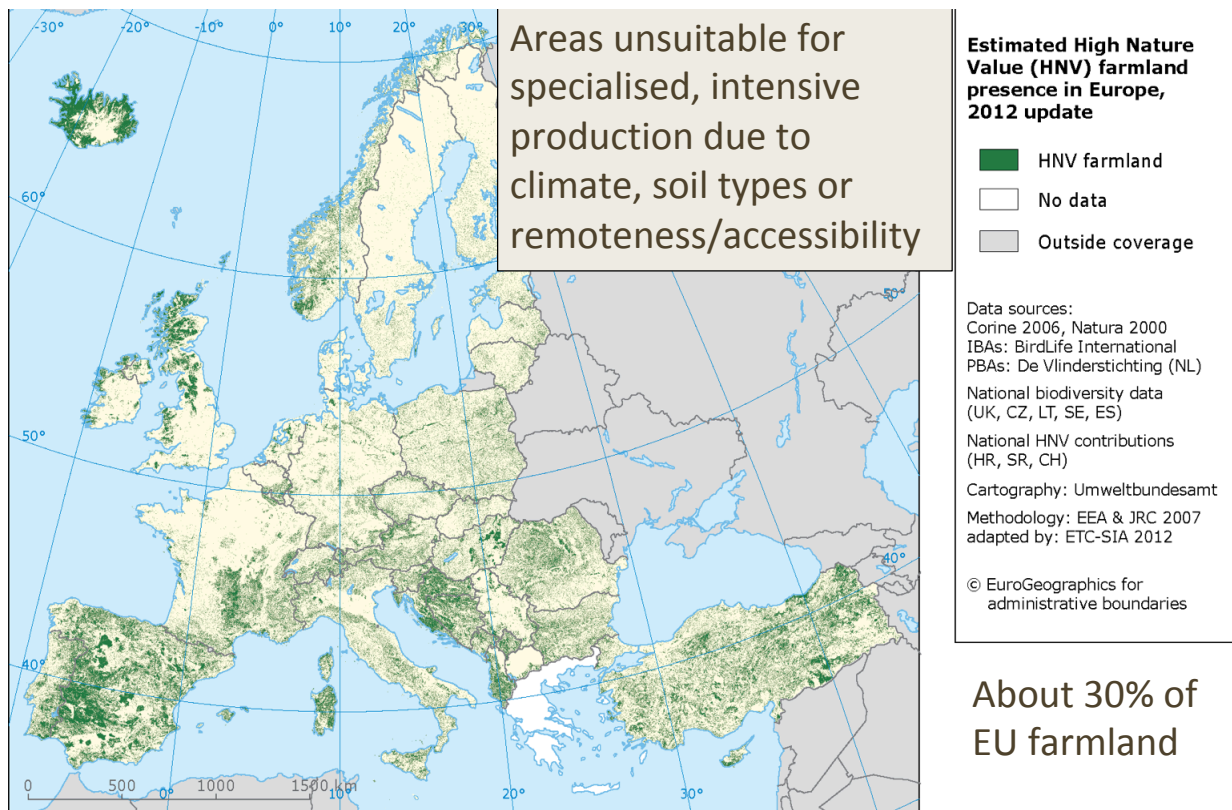 -30°
-20°
-10°
0°
10°
20°
30°
60°
50°
40°
50°
40°
0
500
1000
1500 km
0°
10°
20°
30°
Areas unsuitable for
specialised, intensive
production due to
climate, soil types or
remoteness/accessibility
Estimated High Nature
Value (HNV) farmland
presence in Europe,
2012 update
HNV farmland
No data
Outside coverage
Data sources:
Corine 2006, Natura 2000
IBAs: BirdLife International
PBAs: De Vlinderstichting (NL)
National biodiversity data
(UK, CZ, LT, SE, ES)
National HNV contributions
(HR, SR, CH)
Cartography: Umweltbundesamt
Methodology: EEA & JRC 2007
adapted by: ETC-SIA 2012
© EuroGeographics for
administrative boundaries
About 30% of
EU farmland